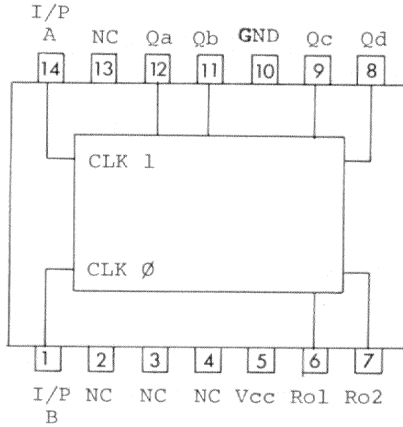 I/P
A NC Qa Qb GND Qc Qd
14 13 12 11 10 9 8
CLK 1
CLK Ø
1 2 3 4 5 6 7
I/P NC NC NC Vcc Ro1 Ro2
B